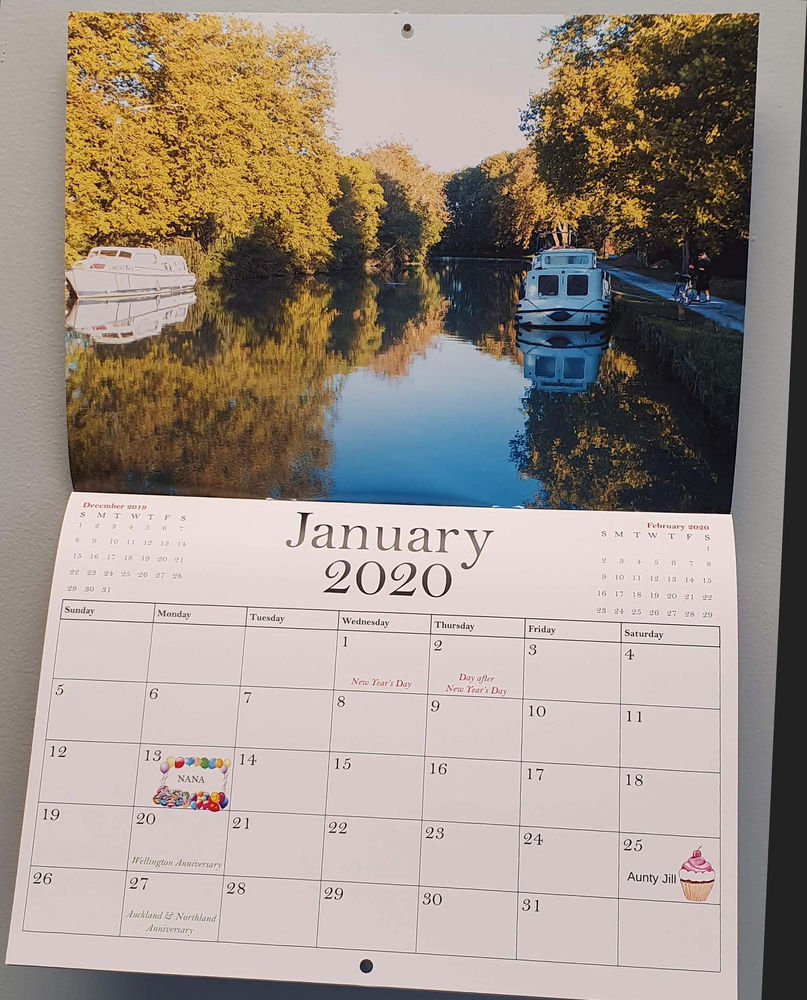 December 2019
S M T W T F S
1 2 3 4 5 6 7
8 9 10 11 12 13 14
15 16 17 18 19 20 21
22 23 24 25 26 27 28
29 30 31
January
2020
February 2020
S M T W T F S
1
2 3 4 5 6 7 8
9 10 11 12 13 14 15
16 17 18 19 20 21 22
23 24 25 26 27 28 29
Sunday Monday Tuesday Wednesday Thursday Friday Saturday
1 2 3 4
New Year's Day
Day after
New Year's Day
5 6 7 8 9 10 11
12 13 14 15 16 17 18
NANA
19 20 21 22 23 24 25
Wellington Anniversary
Aunty Jill
26 27 28 29 30 31
Auckland & Northland
Anniversary